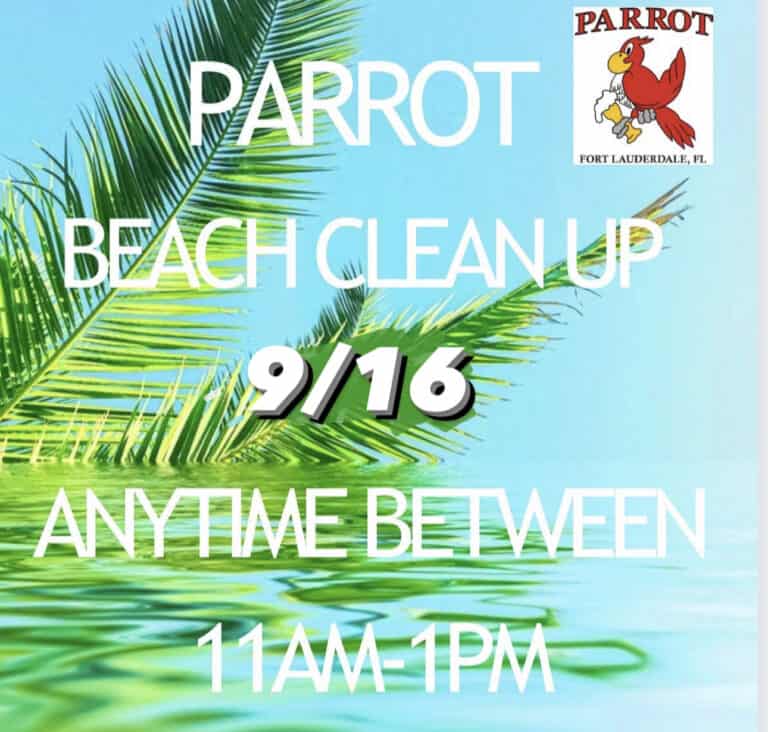 PARROT
FORT LAUDERDALE, FL
PARROT
BEACH CLEAN UP
9/16
ANYTIME BETWEEN
11AM-1PM